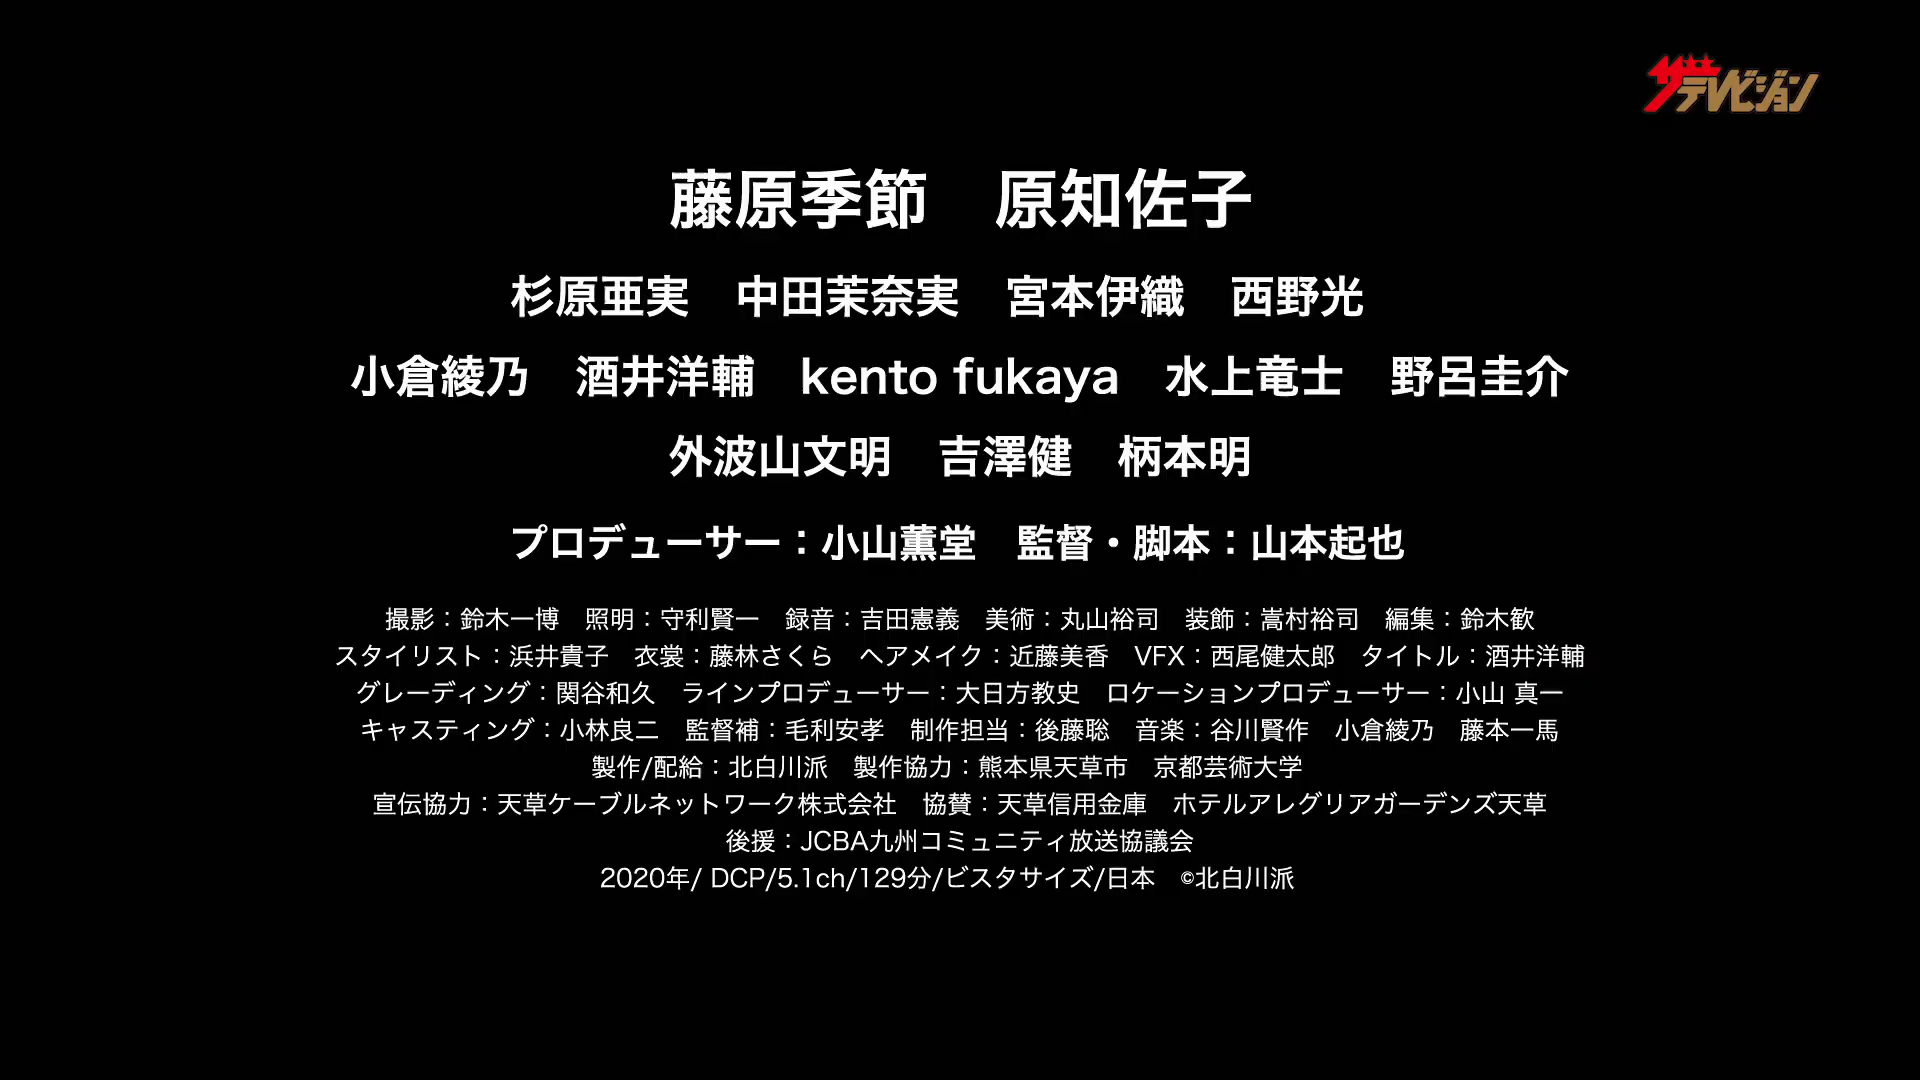 ザテレビジョン
藤原季節　原知佐子
杉原亜実　中田茉奈実　宮本伊織　西野光
小倉綾乃　酒井洋輔　kento fukaya　水上竜士　野呂圭介
外波山文明　吉澤健　柄本明
プロデューサー：小山薫堂　監督・脚本：山本起也
撮影：鈴木一博　照明：守利賢一　録音：吉田憲義　美術：丸山裕司　装飾：嵩村裕司　編集：鈴木歓
スタイリスト：浜井貴子　衣裳：藤林さくら　ヘアメイク：近藤美香　VFX：西尾健太郎　タイトル：酒井洋輔
グレーディング：関谷和久　ラインプロデューサー：大日方教史　ロケーションプロデューサー：小山 真一
キャスティング：小林良二　監督補：毛利安孝　制作担当：後藤聡　音楽：谷川賢作　小倉綾乃　藤本一馬
製作/配給：北白川派　製作協力：熊本県天草市　京都芸術大学
宣伝協力：天草ケーブルネットワーク株式会社　協賛：天草信用金庫　ホテルアレグリアガーデンズ天草
後援：JCBA九州コミュニティ放送協議会
2020年/ DCP/5.1ch/129分/ビスタサイズ/日本　©北白川派